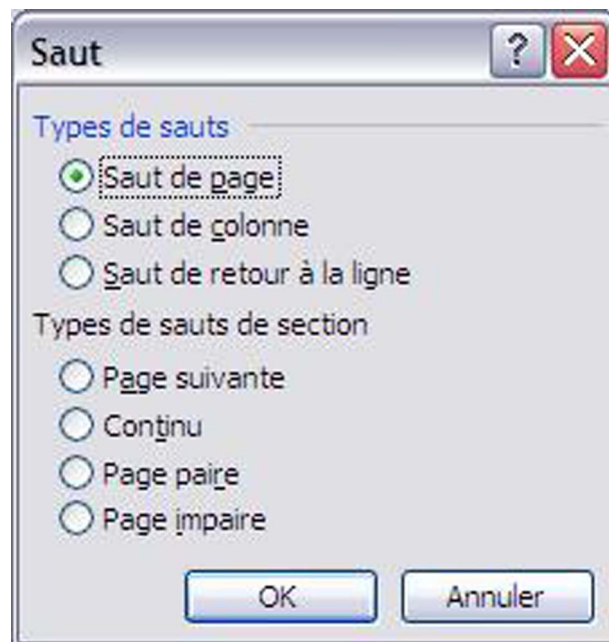 Saut
Types de sauts
Saut de page
Saut de colonne
Saut de retour à la ligne
Types de sauts de section
Page suivante
Continu
Page paire
Page impaire
OK Annuler